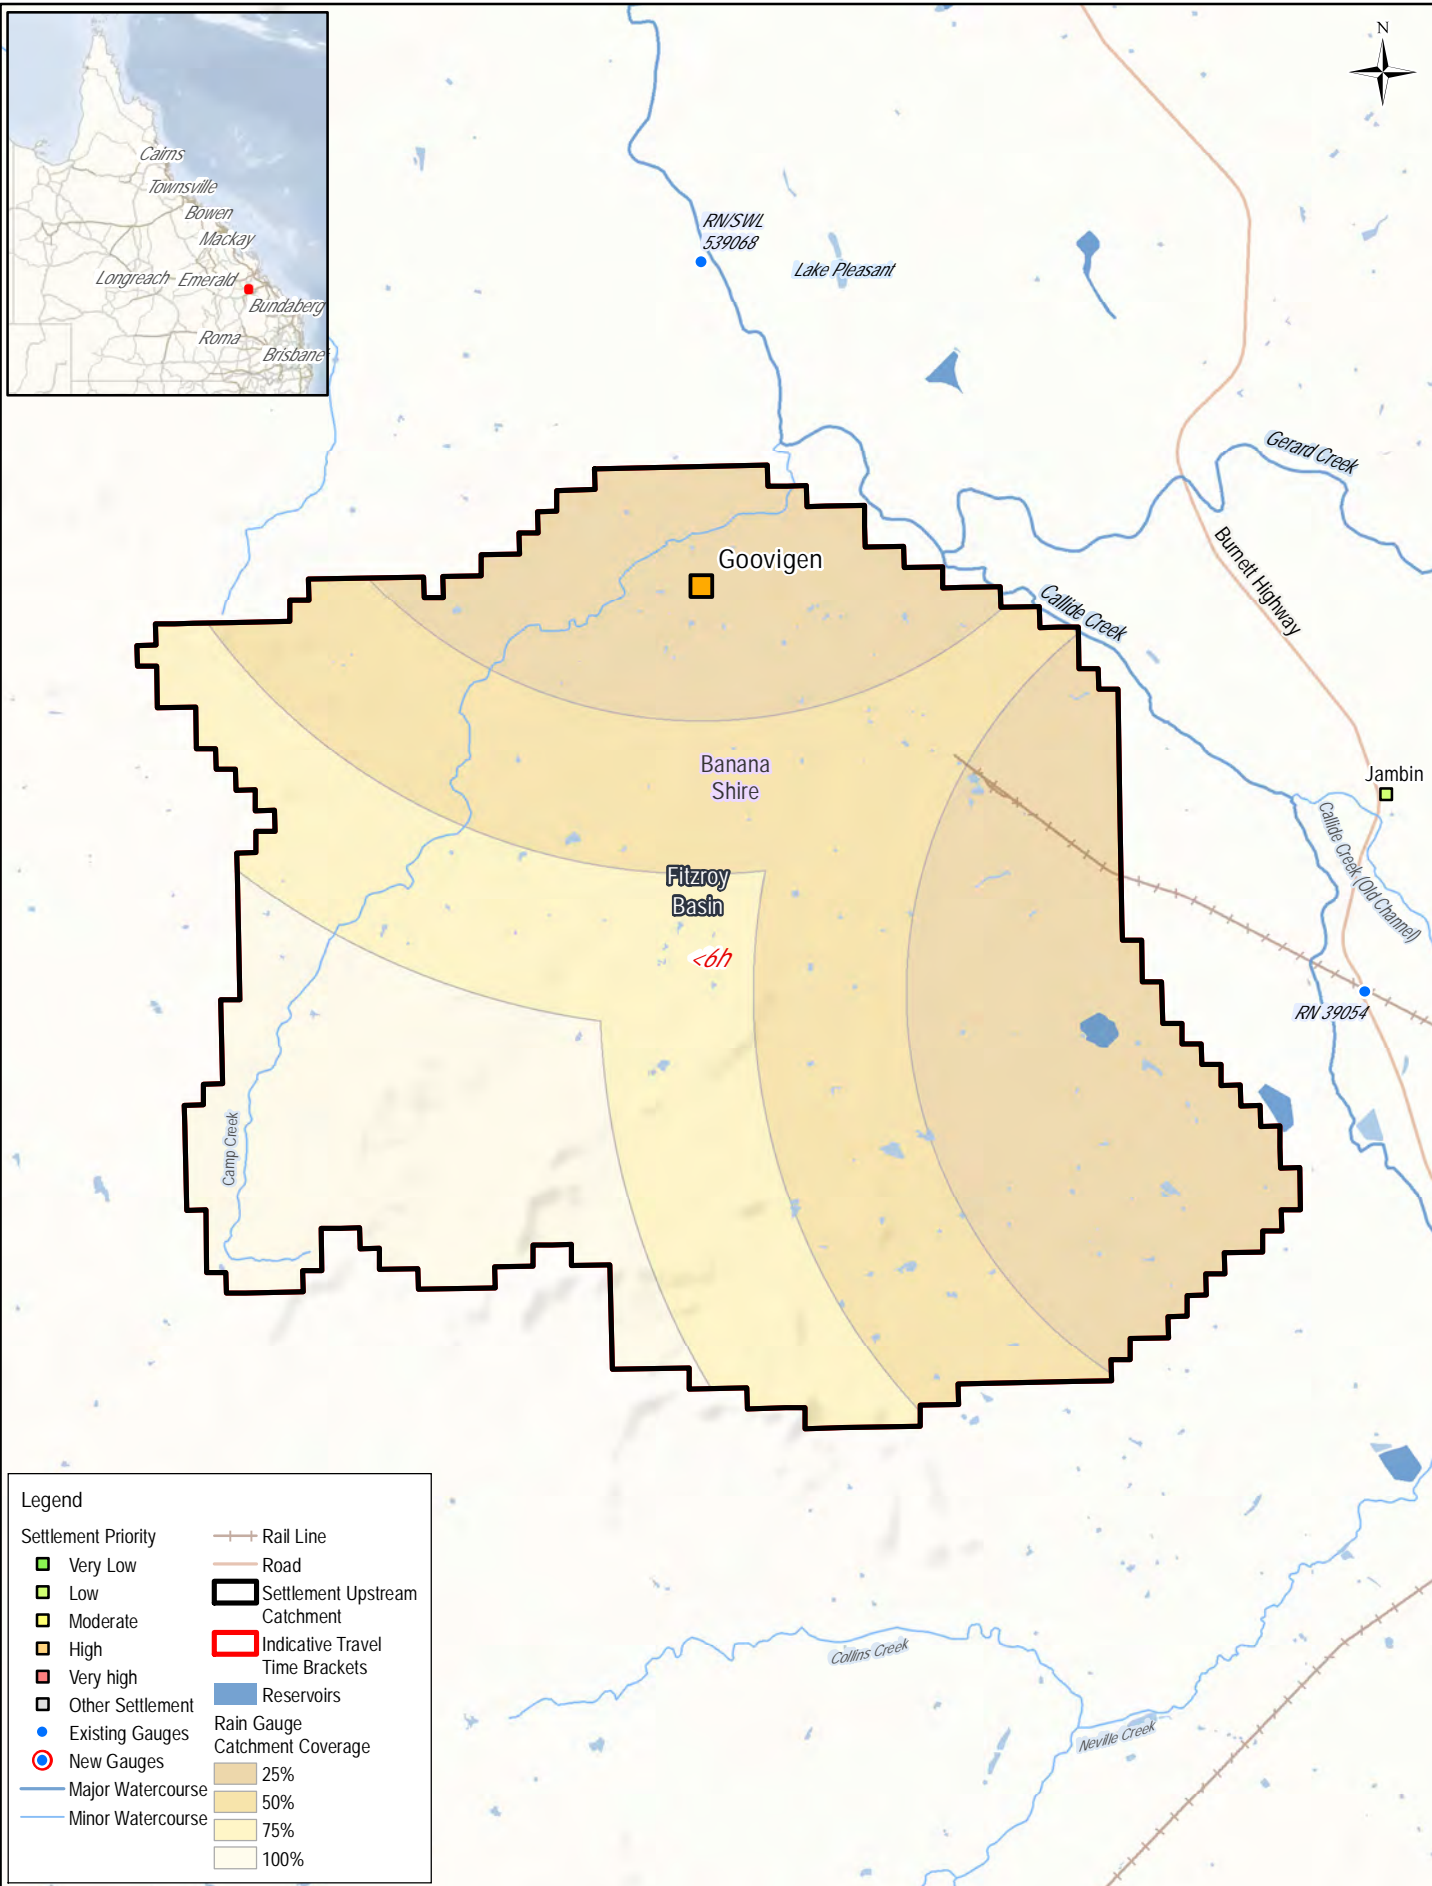 N
Cairns
Townsville
Bowen
Mackay
Longreach
Emerald
Bundaberg
Roma
Brisbane
RN/SWL
539068
Lake Pleasant
Gerard Creek
Burnett Highway
Goovigen
Callide Creek
Banana
Shire
Jambin
Callide Creek (Old Channel)
Fitzroy
Basin
<6h
RN 39054
Camp Creek
Collins Creek
Neville Creek
Legend
Settlement Priority
Very Low
Low
Moderate
High
Very high
Other Settlement
Existing Gauges
New Gauges
Major Watercourse
Minor Watercourse
Rail Line
Road
Settlement Upstream
Catchment
Indicative Travel
Time Brackets
Reservoirs
Rain Gauge
Catchment Coverage
25%
50%
75%
100%